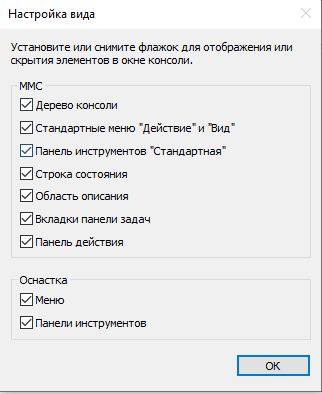 Настройка вида
Установите или снимите флажок для отображения или
скрытия элементов в окне консоли.
MMC
Дерево консоли
Стандартные меню "Действие" и "Вид"
Панель инструментов "Стандартная"
Строка состояния
Область описания
Вкладки панели задач
Панель действия
Оснастка
Меню
Панели инструментов
ОК